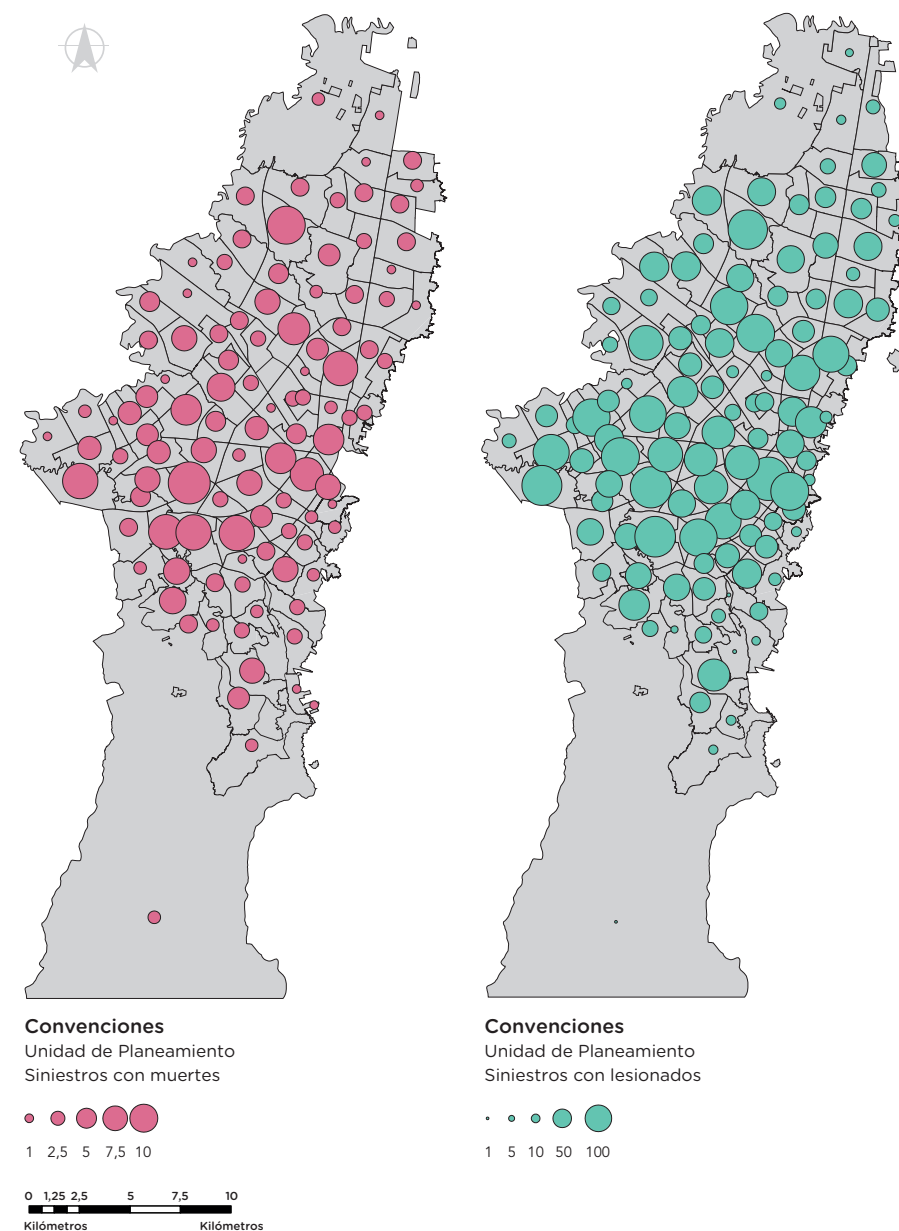 Convenciones
Unidad de Planeamiento
Siniestros con muertes
1 2,5 5 7,5 10
0 1,25 2,5 5 7,5 10
Kilómetros Kilómetros
Convenciones
Unidad de Planeamiento
Siniestros con lesionados
1 5 10 50 100